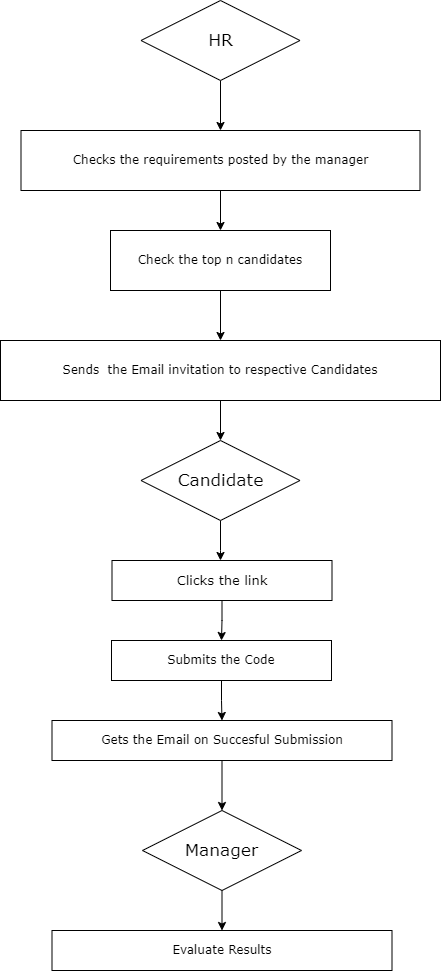 HR
Checks the requirements posted by the manager
Check the top n candidates
Sends  the Email invitation to respective Candidates
Candidate
Clicks the link
Submits the Code
Gets the Email on Succesful Submission
Manager
Evaluate Results